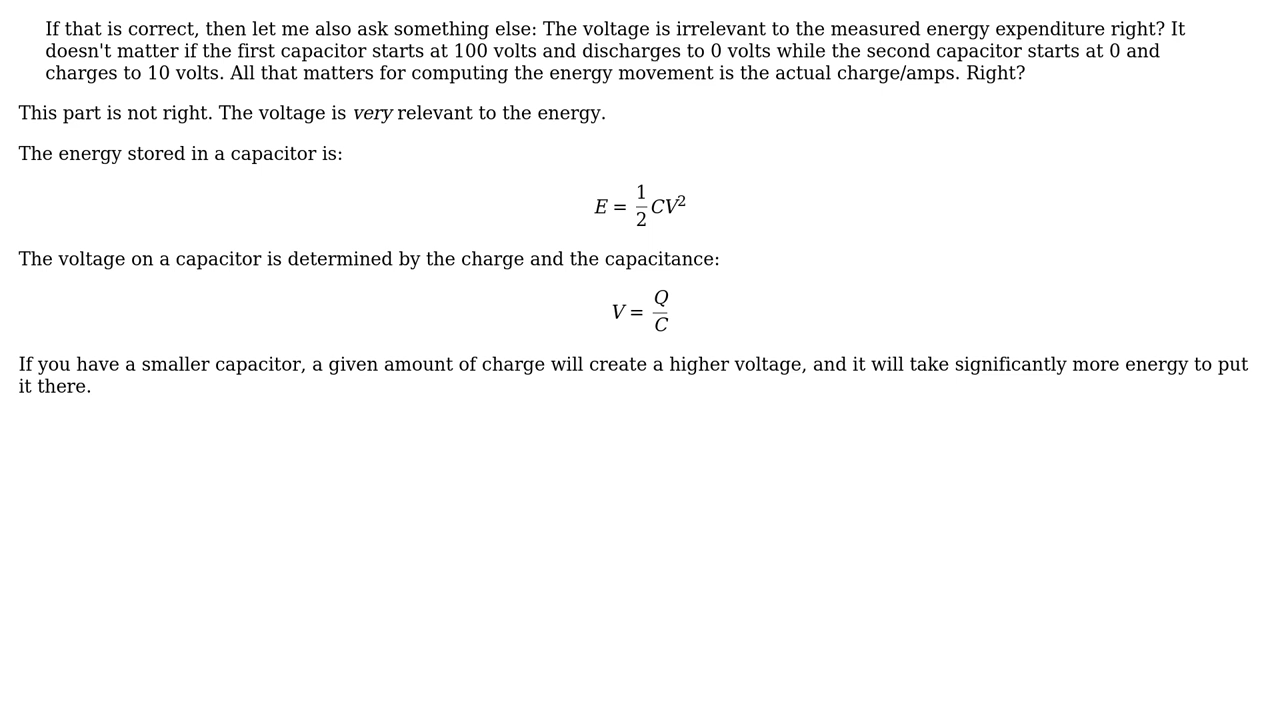 If that is correct, then let me also ask something else: The voltage is irrelevant to the measured energy expenditure right? It
doesn't matter if the first capacitor starts at 100 volts and discharges to 0 volts while the second capacitor starts at 0 and
charges to 10 volts. All that matters for computing the energy movement is the actual charge/amps. Right?
This part is not right. The voltage is very relevant to the energy.
The energy stored in a capacitor is:
E = \frac{1}{2} CV^2
The voltage on a capacitor is determined by the charge and the capacitance:
V = \frac{Q}{C}
If you have a smaller capacitor, a given amount of charge will create a higher voltage, and it will take significantly more energy to put
it there.